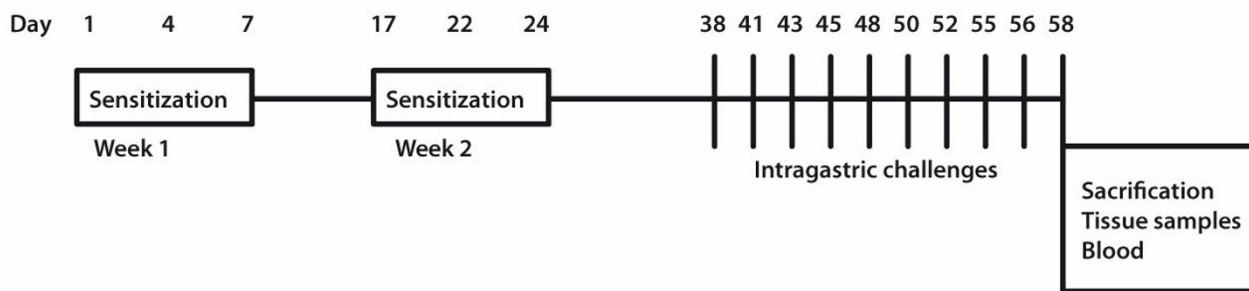 Day 1 4 7 17 22 24 38 41 43 45 48 50 52 55 56 58
Sensitization Sensitization
Week 1 Week 2
Intragastric challenges
Sacrification
Tissue samples
Blood